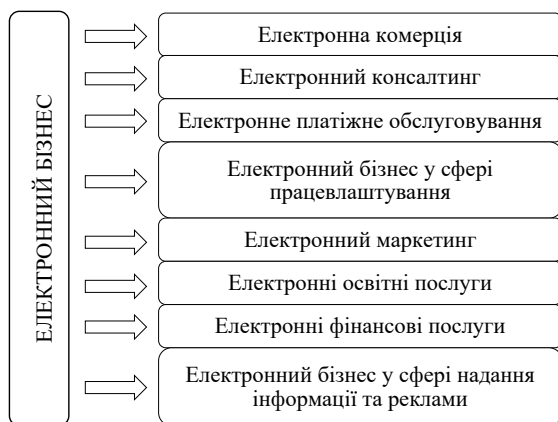 ЕЛЕКТРОННИЙ БІЗНЕС
Електронна комерція
Електронний консалтинг
Електронне платіжне обслуговування
Електронний бізнес у сфері
працевлаштування
Електронний маркетинг
Електронні освітні послуги
Електронні фінансові послуги
Електронний бізнес у сфері надання
інформації та реклами